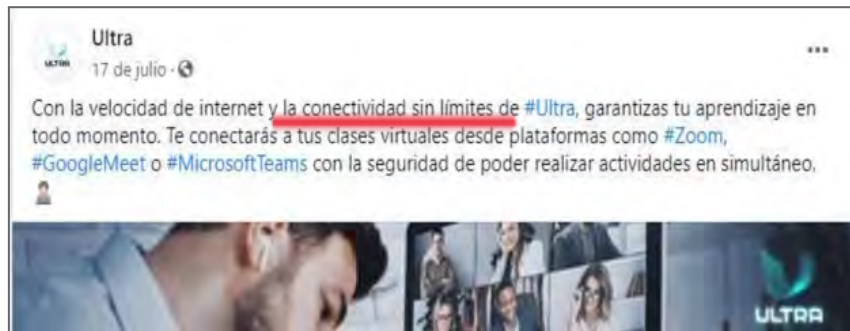 Ultra
ULTRA
17 de julio ·
Con la velocidad de internet y la conectividad sin límites de #Ultra, garantizas tu aprendizaje en
todo momento. Te conectarás a tus clases virtuales desde plataformas como #Zoom,
#GoogleMeet o #MicrosoftTeams con la seguridad de poder realizar actividades en simultáneo.
ULTRA